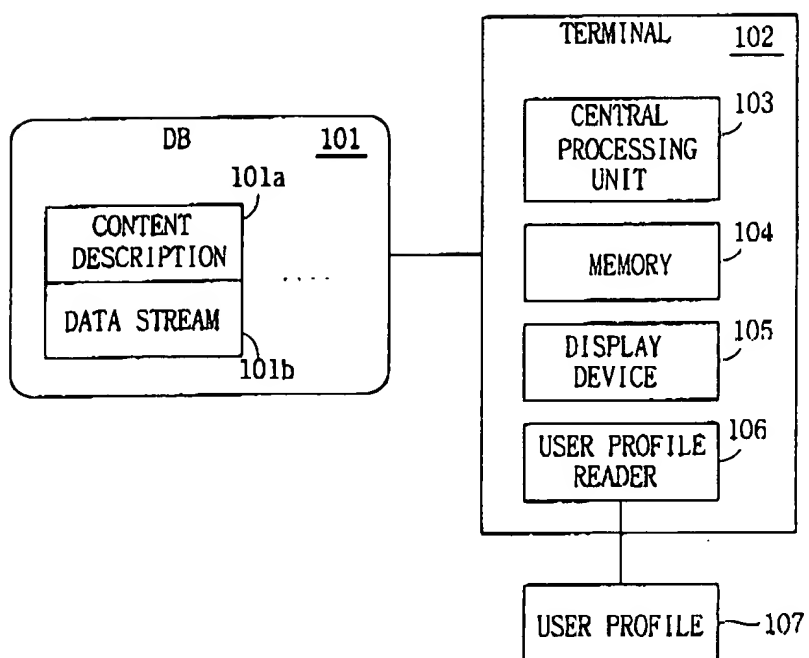 DB
101
101a
CONTENT
DESCRIPTION
DATA STREAM
101b
TERMINAL
102
CENTRAL
PROCESSING
UNIT
103
MEMORY
104
DISPLAY
DEVICE
105
USER PROFILE
READER
106
USER PROFILE
107